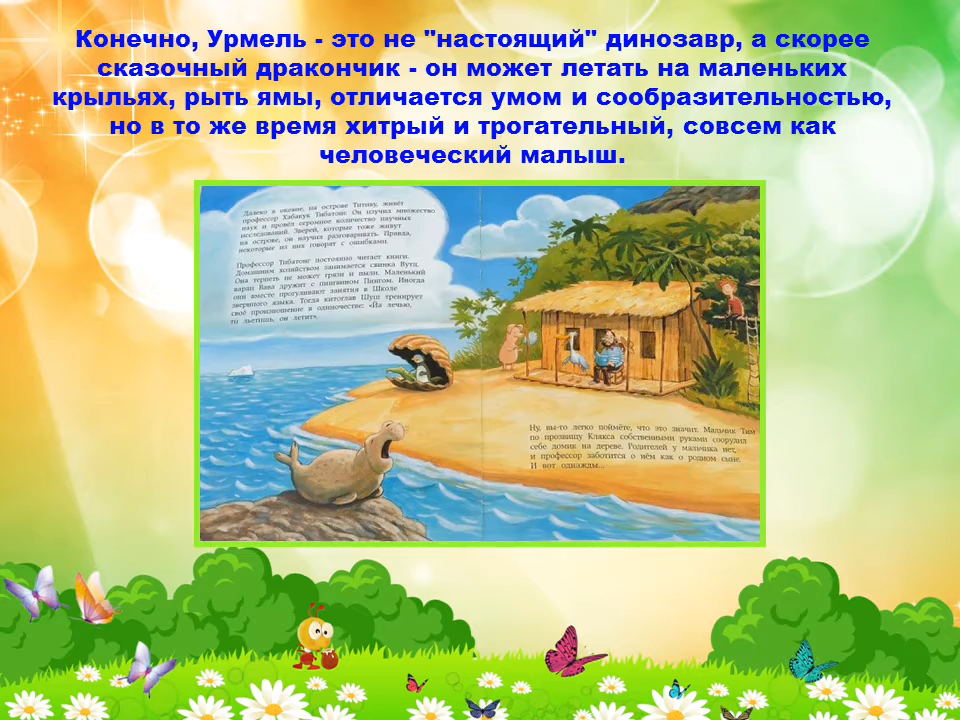 Конечно, Урмель - это не "настоящий" динозавр, а скорее
сказочный дракончик - он может летать на маленьких
крыльях, рыть ямы, отличается умом и сообразительностью,
но в то же время хитрый и трогательный, совсем как
человеческий малыш.
Далеко в океане, на острове Титиву, живёт
профессор Хабакук Тибатонг. Он изучил множество
наук и провёл огромное количество научных
исследований. Зверей, которые тоже живут
на острове, он научил разговаривать. Правда,
некоторые из них говорят с ошибками.
Профессор Тибатонг постоянно читает книги.
Домашним хозяйством занимается свинка Вутц.
Она терпеть не может грязи и пыли. Маленький
варан Вава дружит с пингвином Пингом. Иногда
они вместе прогуливают занятия в Школе
звериного языка. Тогда китоглав Шуш тренирует
своё произношение в одиночестве: «Йа лечью,
ты льетишь, он летит».
Ну, вы-то легко поймёте, что это значит. Мальчик Тим
по прозвищу Клякса собственными руками соорудил
себе домик на дереве. Родителей у мальчика нет,
и профессор заботится о нём как о родном сыне.
И вот однажды...